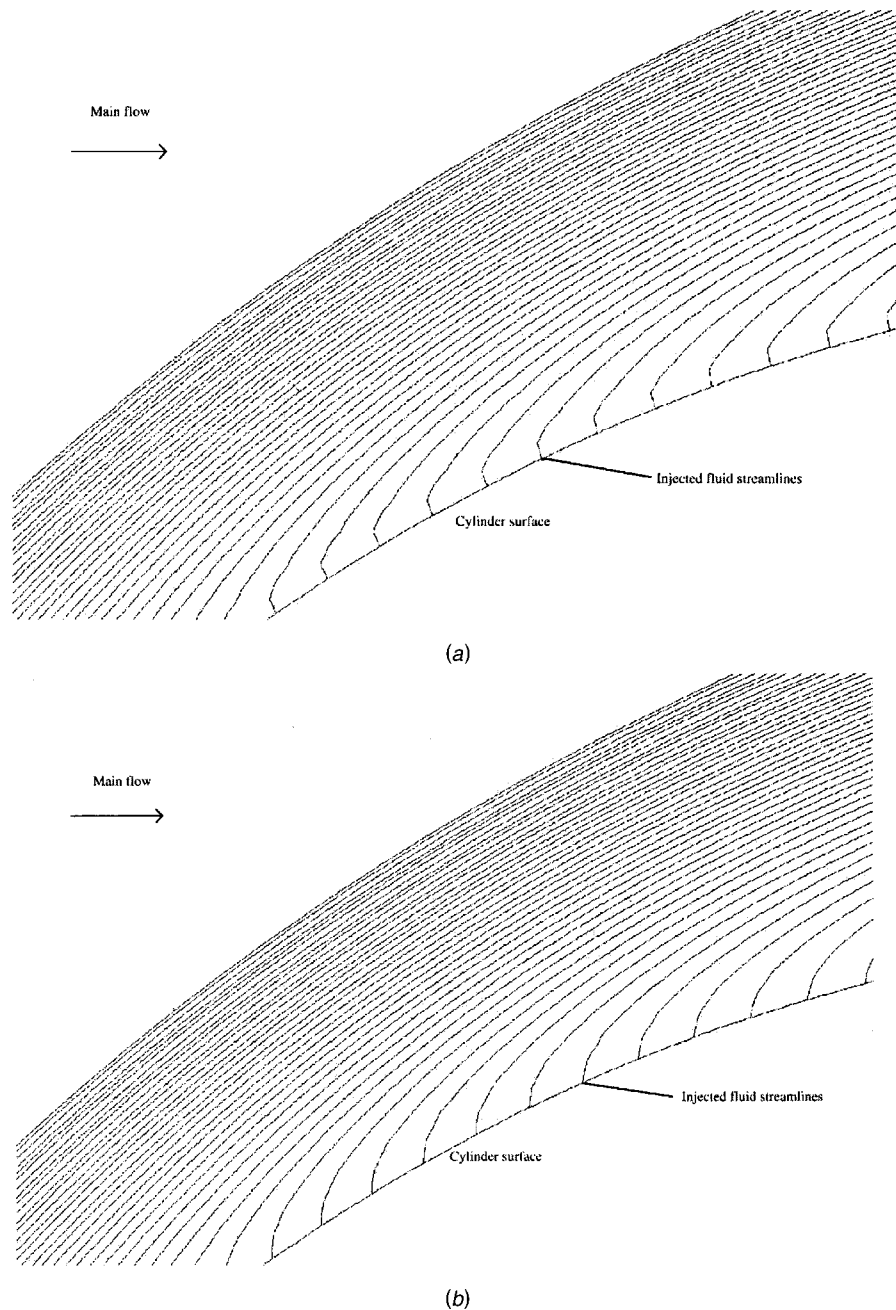 Main flow
Injected fluid streamlines
Cylinder surface
(a)
Main flow
Injected fluid streamlines
Cylinder surface
(b)